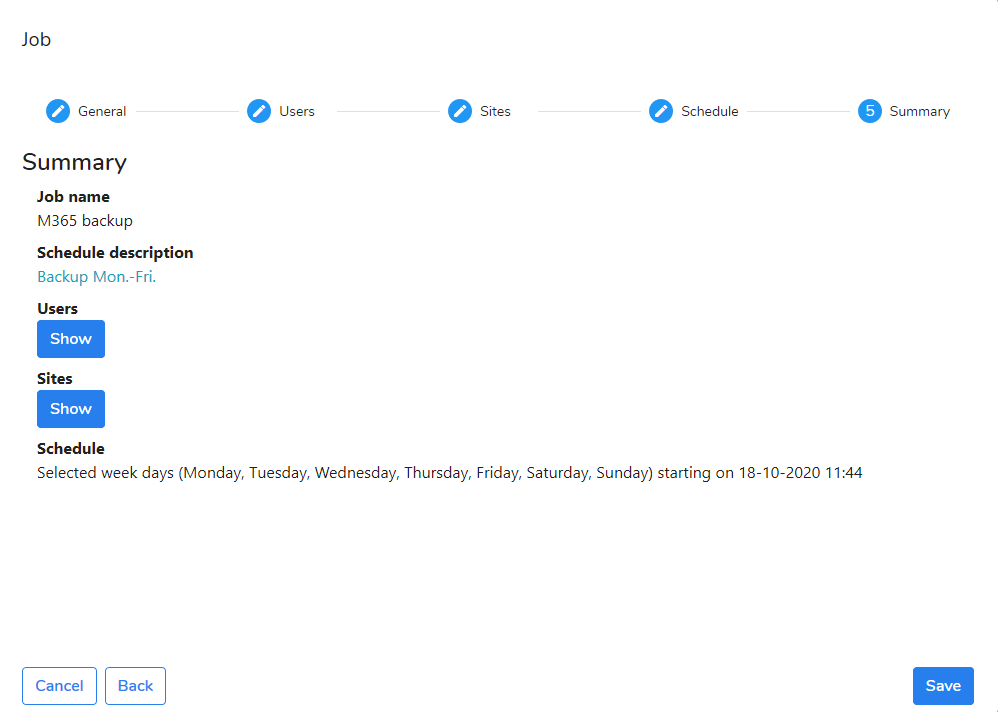 Job
General
Users
Sites
Schedule
5 Summary
Summary
Job name
M365 backup
Schedule description
Backup Mon.-Fri.
Users
Show
Sites
Show
Schedule
Selected week days (Monday, Tuesday, Wednesday, Thursday, Friday, Saturday, Sunday) starting on 18-10-2020 11:44
Cancel
Back
Save